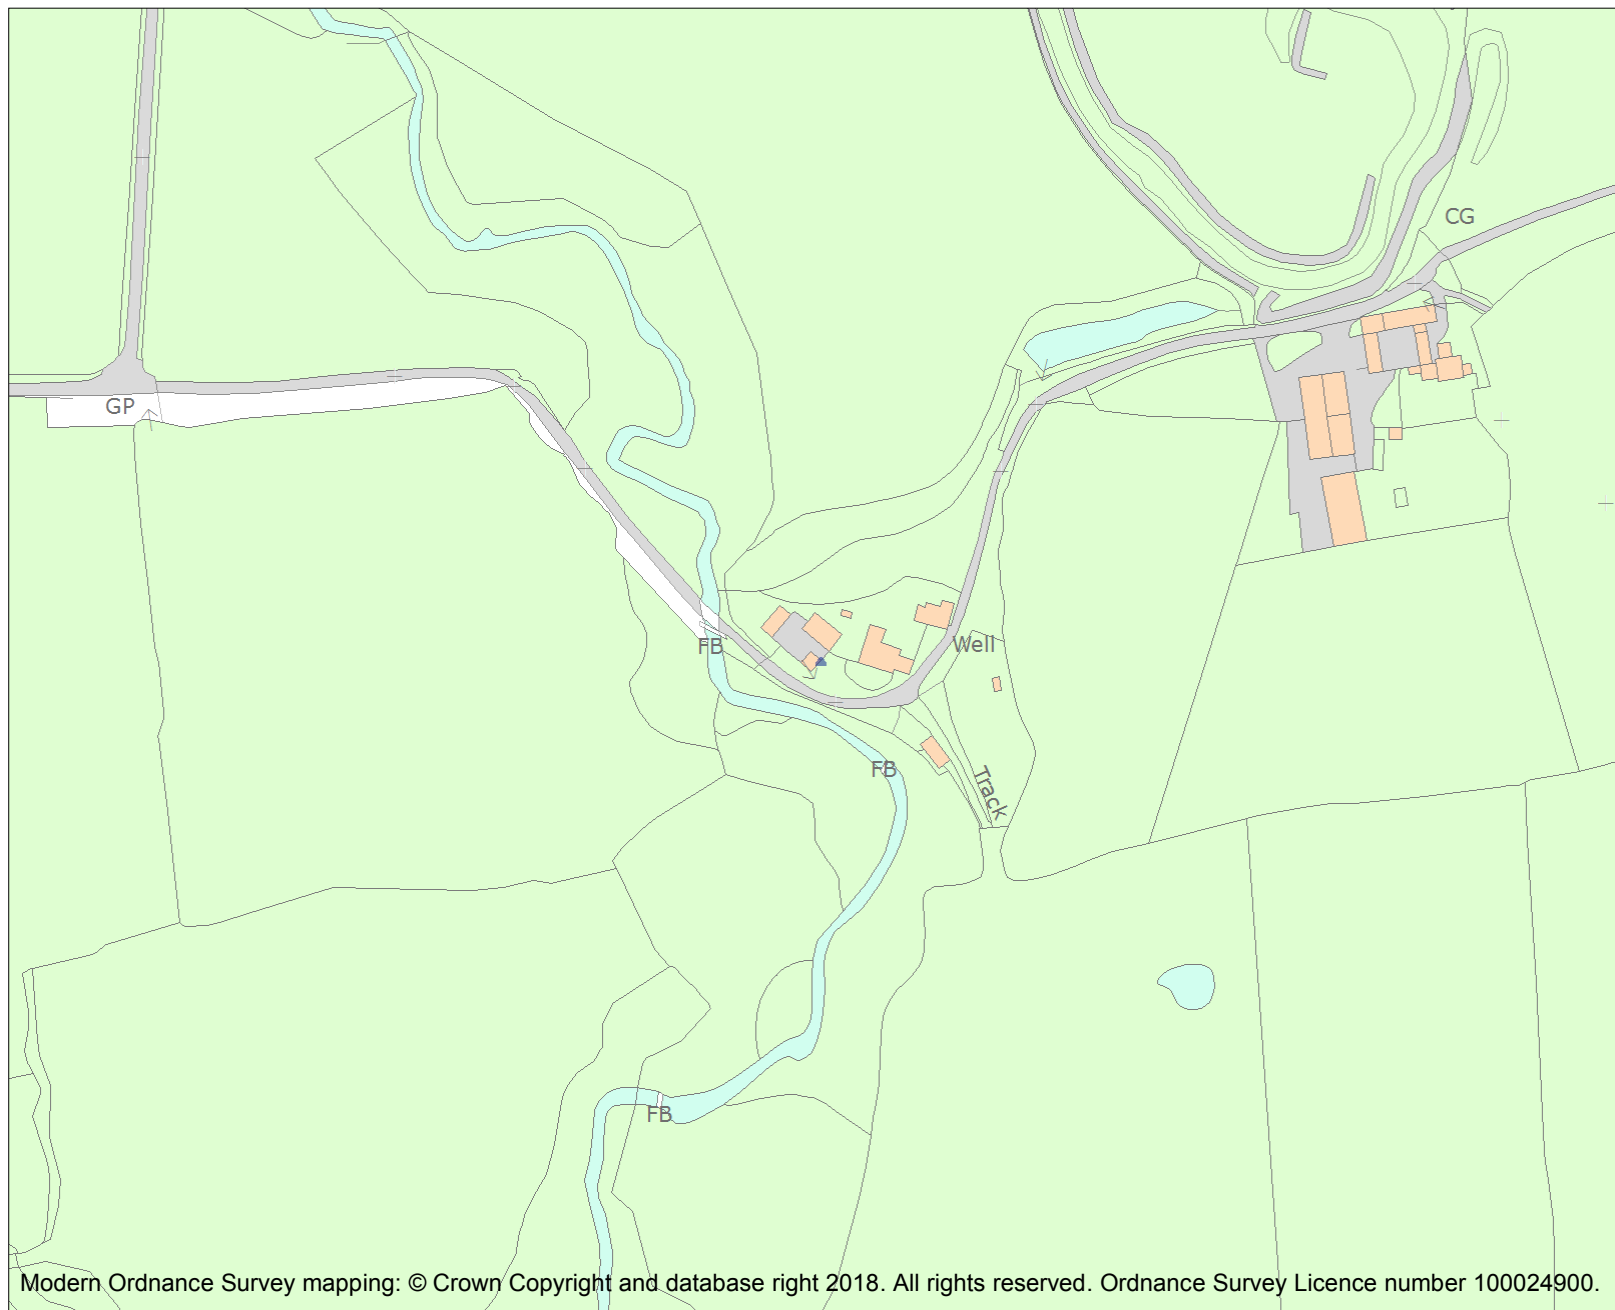 CG
GP
FB
Well
FB
Track
FB
Modern Ordnance Survey mapping: © Crown Copyright and database right 2018. All rights reserved. Ordnance Survey Licence number 100024900.